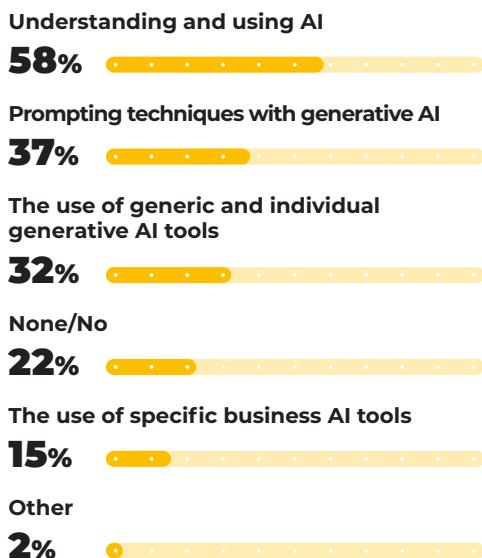 Understanding and using AI
58%
Prompting techniques with generative AI
37%
The use of generic and individual
generative AI tools
32%
None/No
22%
The use of specific business AI tools
15%
Other
2%